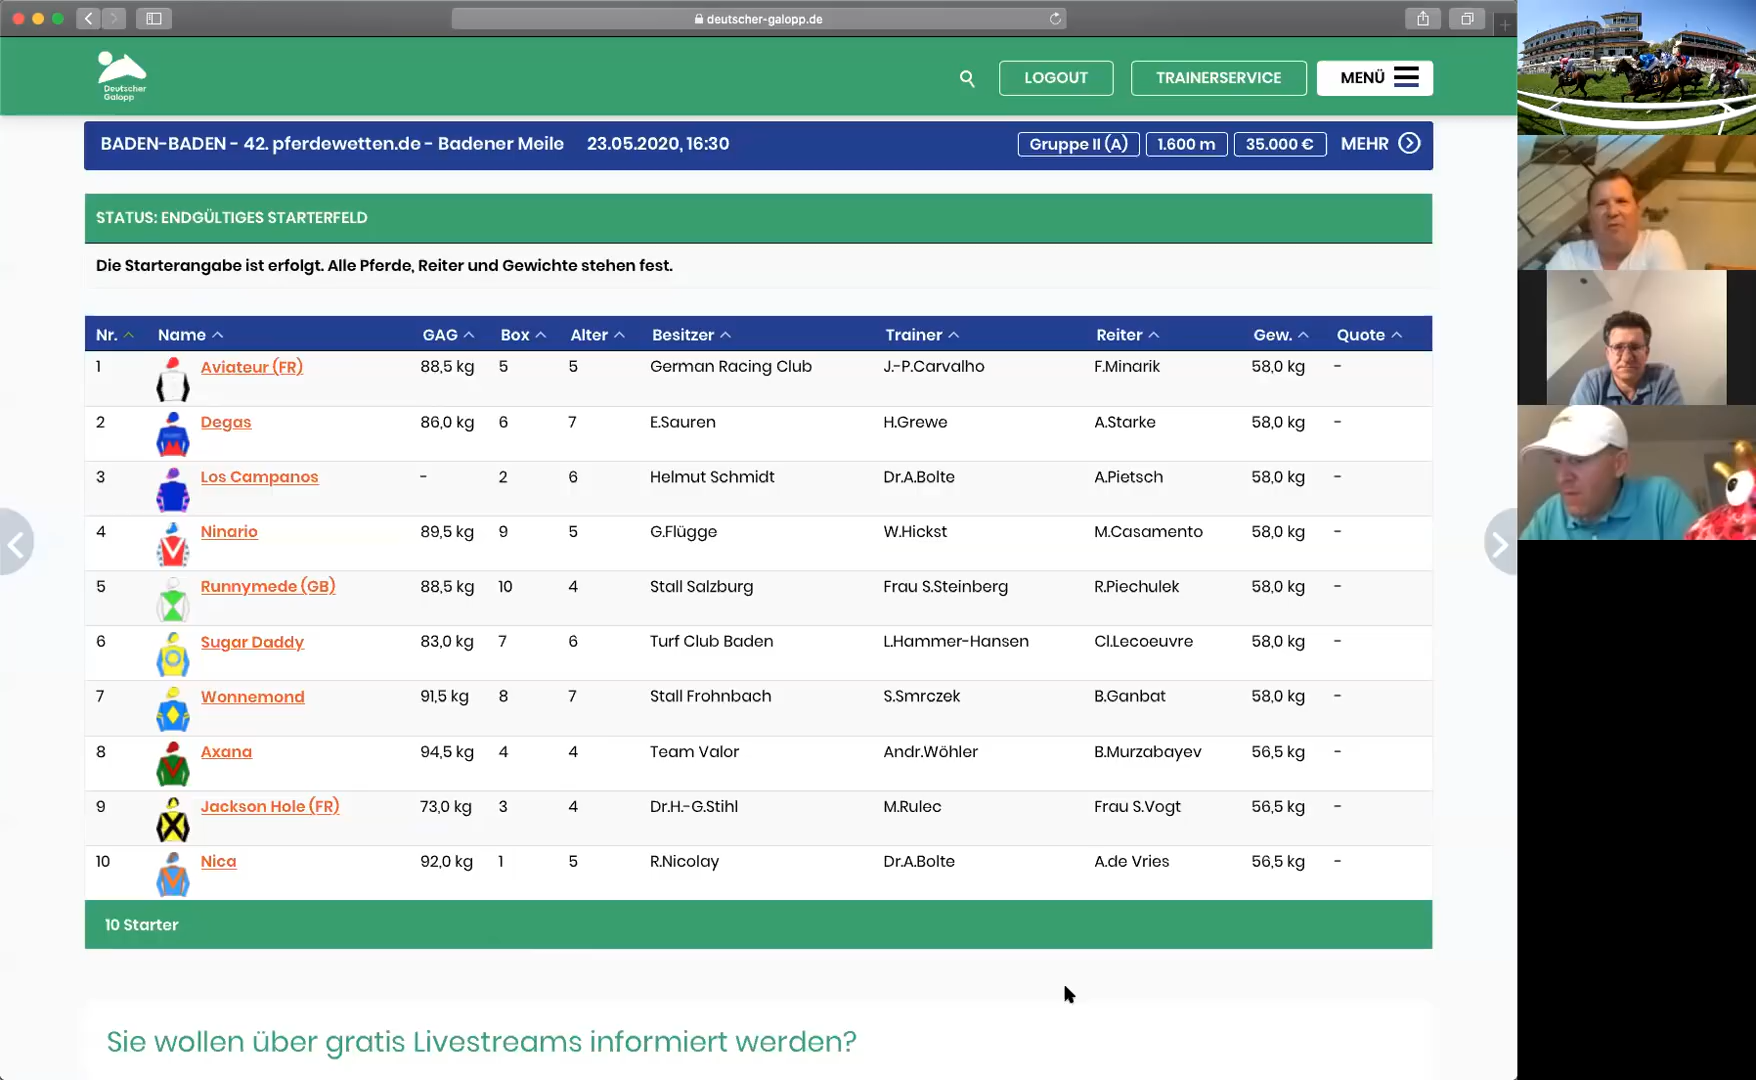 deutscher-galopp.de
Deutscher
Galopp
LOGOUT
TRAINERSERVICE
MENÜ
BADEN-BADEN - 42. pferdewetten.de - Badener Meile 23.05.2020, 16:30 Gruppe II (A) 1.600 m 35.000 € MEHR
STATUS: ENDGÜLTIGES STARTERFELD
Die Starterangabe ist erfolgt. Alle Pferde, Reiter und Gewichte stehen fest.
Nr. Name GAG Box Alter Besitzer Trainer Reiter Gew. Quote
1 Aviateur (FR) 88,5 kg 5 5 German Racing Club J.-P.Carvalho F.Minarik 58,0 kg -
2 Degas 86,0 kg 6 7 E.Sauren H.Grewe A.Starke 58,0 kg -
3 Los Campanos - 2 6 Helmut Schmidt Dr.A.Bolte A.Pietsch 58,0 kg -
4 Ninario 89,5 kg 9 5 G.Flügge W.Hickst M.Casamento 58,0 kg -
5 Runnymede (GB) 88,5 kg 10 4 Stall Salzburg Frau S.Steinberg R.Piechulek 58,0 kg -
6 Sugar Daddy 83,0 kg 7 6 Turf Club Baden L.Hammer-Hansen Cl.Lecoeuvre 58,0 kg -
7 Wonnemond 91,5 kg 8 7 Stall Frohnbach S.Smrczek B.Ganbat 58,0 kg -
8 Axana 94,5 kg 4 4 Team Valor Andr.Wöhler B.Murzabayev 56,5 kg -
9 Jackson Hole (FR) 73,0 kg 3 4 Dr.H.-G.Stihl M.Rulec Frau S.Vogt 56,5 kg -
10 Nica 92,0 kg 1 5 R.Nicolay Dr.A.Bolte A.de Vries 56,5 kg -
10 Starter
Sie wollen über gratis Livestreams informiert werden?